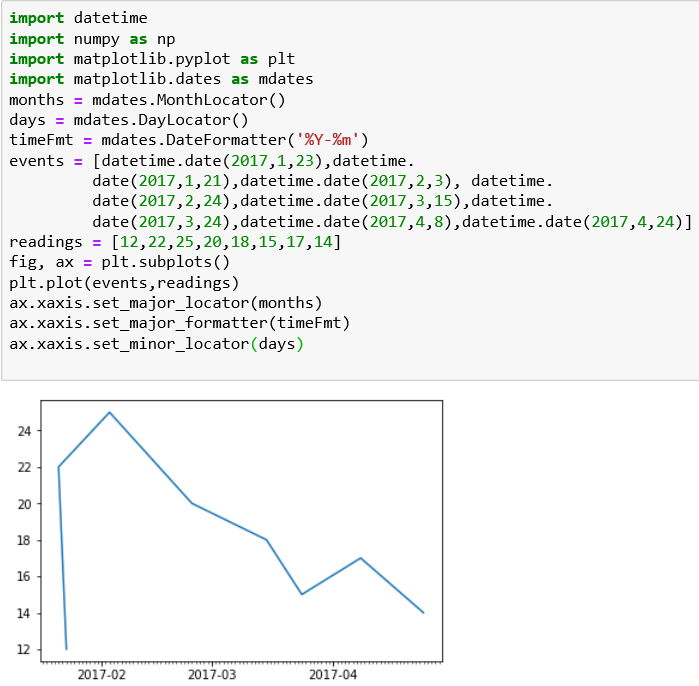 import datetime
import numpy as np
import matplotlib.pyplot as plt
import matplotlib.dates as mdates
months = mdates.MonthLocator()
days = mdates.DayLocator()
timeFmt = mdates.DateFormatter('%Y-%m')
events = [datetime.date(2017,1,23),datetime.
         date(2017,1,21),datetime.date(2017,2,3), datetime.
         date(2017,2,24),datetime.date(2017,3,15),datetime.
         date(2017,3,24),datetime.date(2017,4,8),datetime.date(2017,4,24)]
readings = [12,22,25,20,18,15,17,14]
fig, ax = plt.subplots()
plt.plot(events,readings)
ax.xaxis.set_major_locator(months)
ax.xaxis.set_major_formatter(timeFmt)
ax.xaxis.set_minor_locator(days)
24
22
20
18
16
14
12
2017-02 2017-03 2017-04